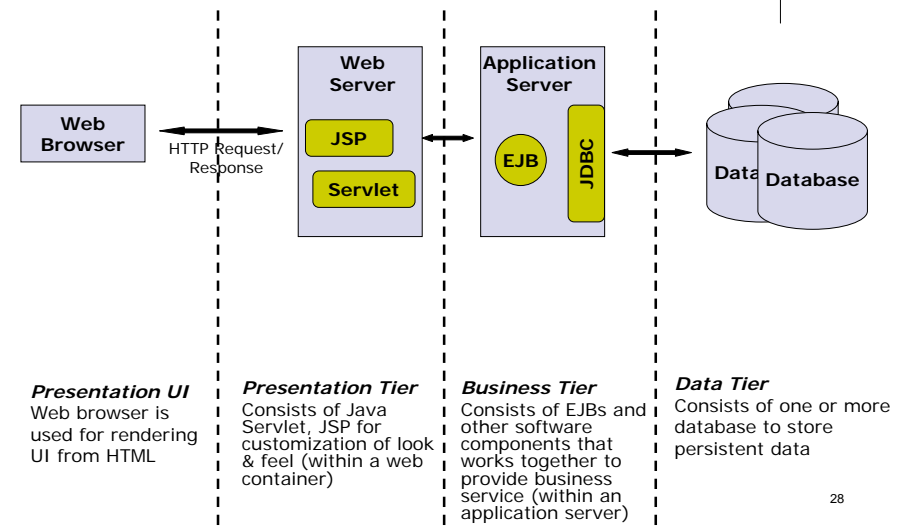 Web
Browser
HTTP Request/
Response
Web
Server
JSP
Servlet
Application
Server
EJB
JDBC
Data
Database
Presentation UI
Web browser is
used for rendering
UI from HTML
Presentation Tier
Consists of Java
Servlet, JSP for
customization of look
& feel (within a web
container)
Business Tier
Consists of EJBs and
other software
components that
works together to
provide business
service (within an
application server)
Data Tier
Consists of one or more
database to store
persistent data
28